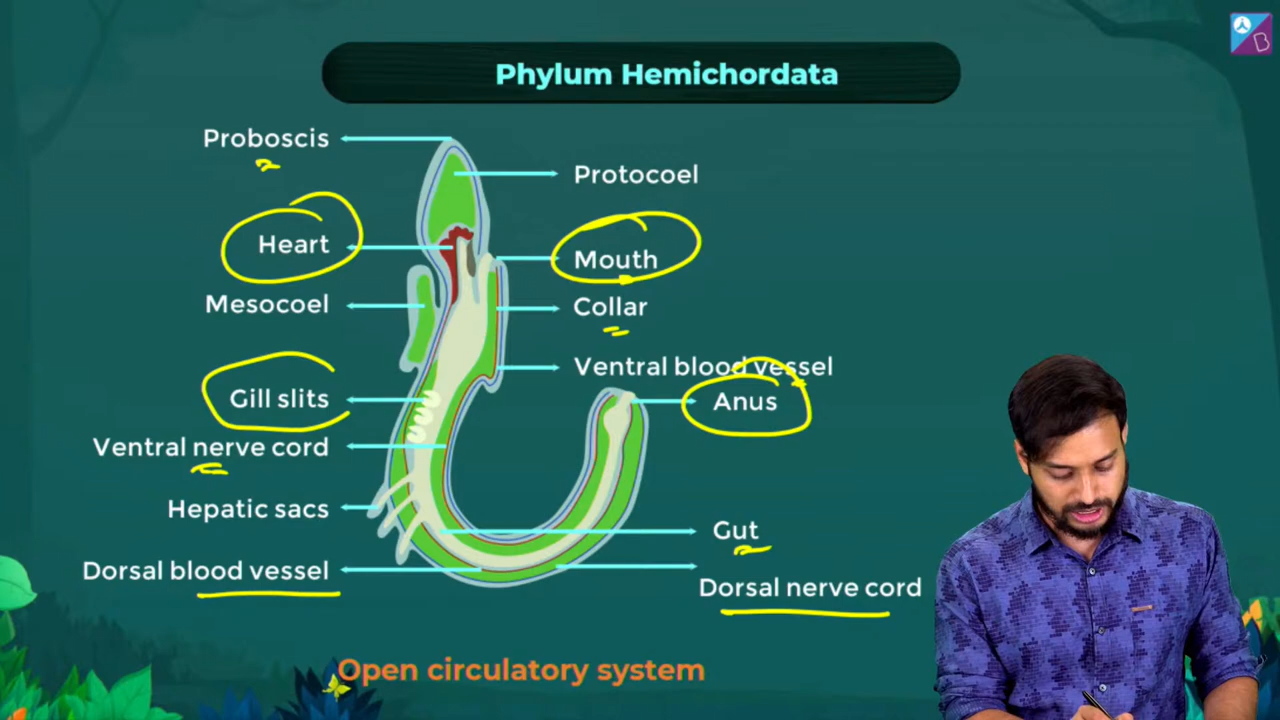 Phylum Hemichordata
Proboscis
Protocoel
Heart
Mouth
Mesocoel
Collar
Ventral blood vessel
Gill slits
Anus
Ventral nerve cord
Hepatic sacs
Gut
Dorsal blood vessel
Dorsal nerve cord
Open circulatory system
B